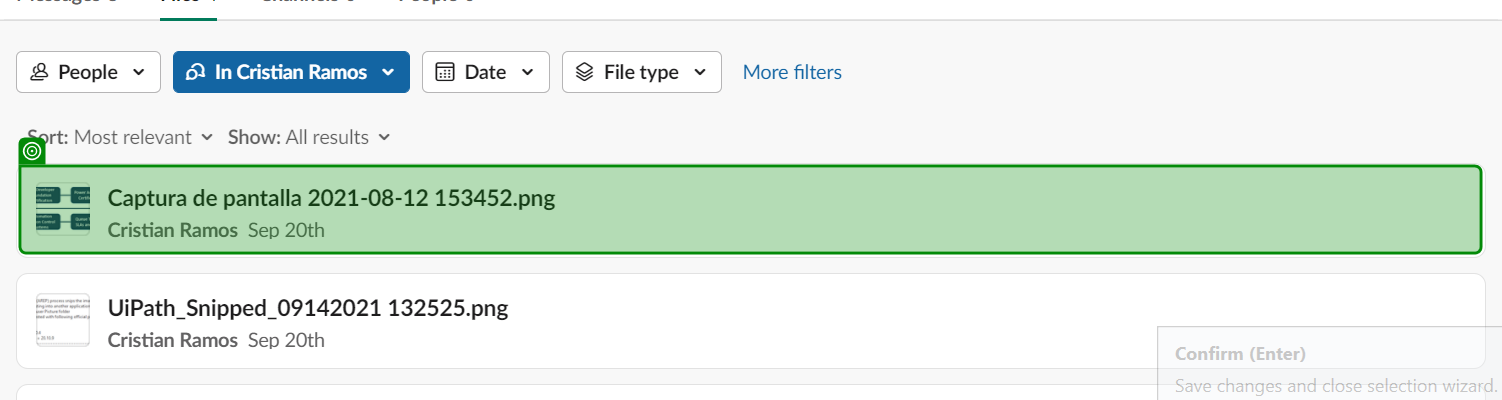 People
In Cristian Ramos
Date
File type
More filters
Sort: Most relevant
Show: All results
Captura de pantalla 2021-08-12 153452.png
Cristian Ramos Sep 20th
UiPath_Snipped_09142021 132525.png
Cristian Ramos Sep 20th
Confirm (Enter)
Save changes and close selection wizard.